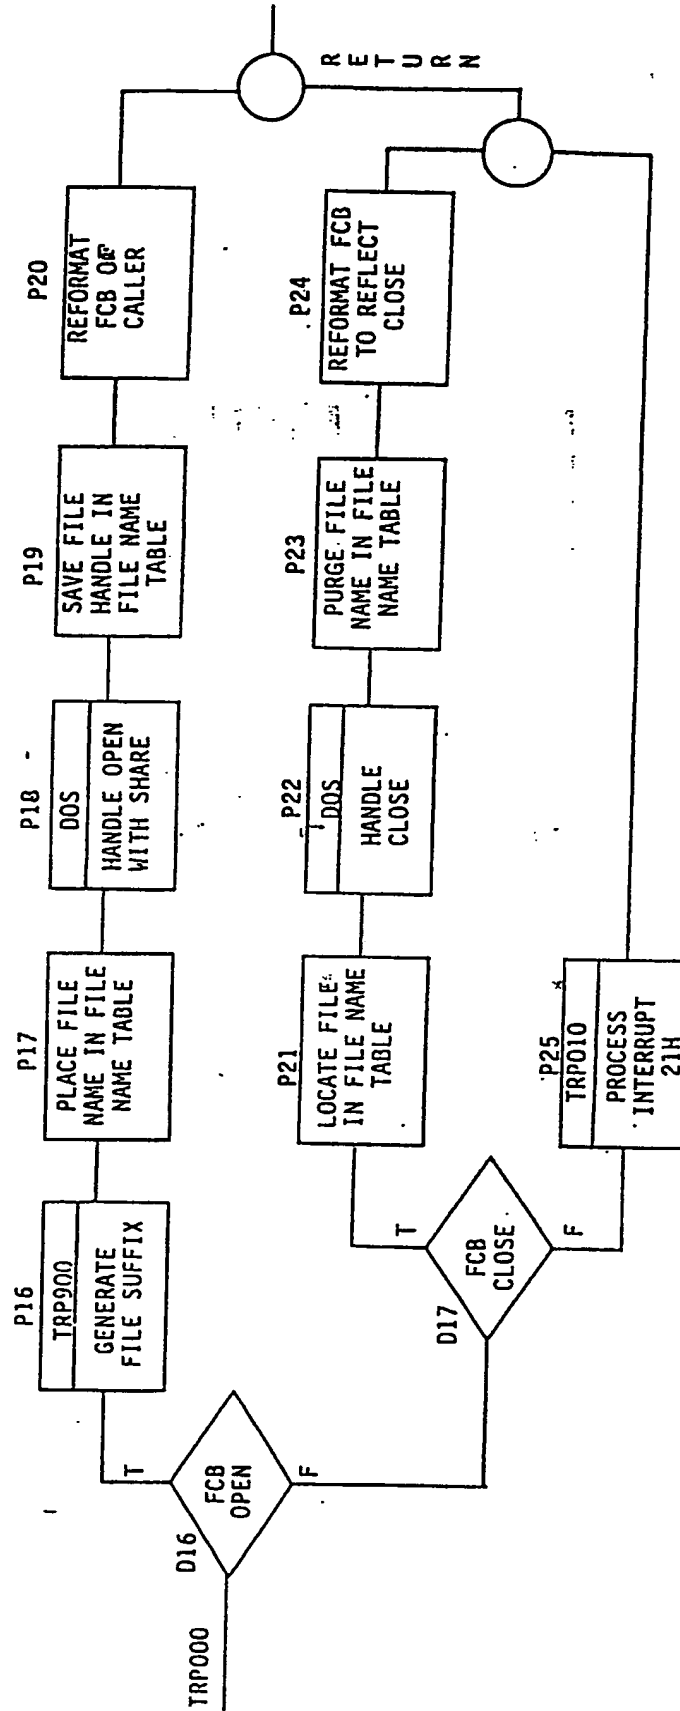 TRP000
D16
FCB
OPEN
T
F
P16
TRP900
GENERATE
FILE SUFFIX
P17
PLACE FILE
NAME IN FILE
NAME TABLE
P18
DOS
HANDLE OPEN
WITH SHARE
P19
SAVE FILE
HANDLE IN
FILE NAME
TABLE
P20
REFORMAT
FCB OF
CALLER
D17
FCB
CLOSE
T
F
P21
LOCATE FILE
IN FILE NAME
TABLE
P22
DOS
HANDLE
CLOSE
P23
PURGE FILE
NAME IN FILE
NAME TABLE
P24
REFORMAT FCB
TO REFLECT
CLOSE
P25
TRP010
PROCESS
INTERRUPT
21H
RETURN